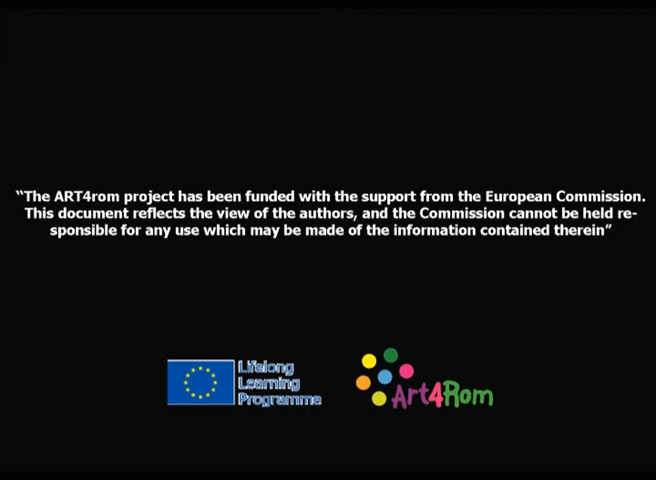 “The ART4rom project has been funded with the support from the European Commission.
This document reflects the view of the authors, and the Commission cannot be held re-
sponsible for any use which may be made of the information contained therein”
Lifelong
Learning
Programme
Art4Rom